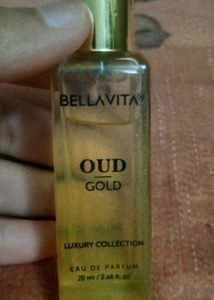 BELLAVITA®
OUD
GOLD
LUXURY COLLECTION
EAU DE PARFUM
20 ml / 0.68 fl. oz.